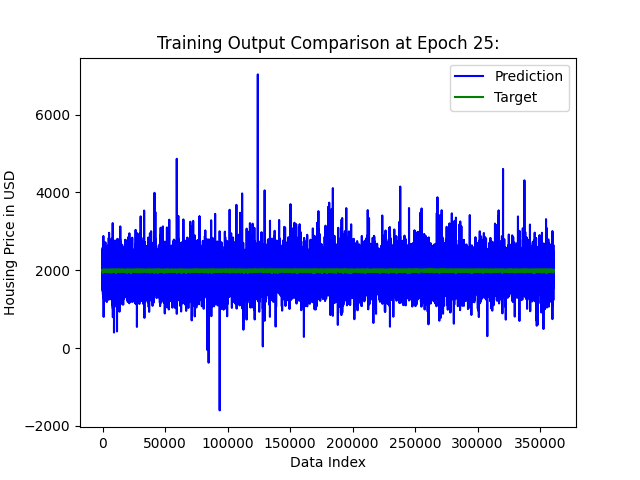 Training Output Comparison at Epoch 25:
Prediction
Target
6000
4000
2000
0
−2000
Housing Price in USD
0 50000 100000 150000 200000 250000 300000 350000
Data Index